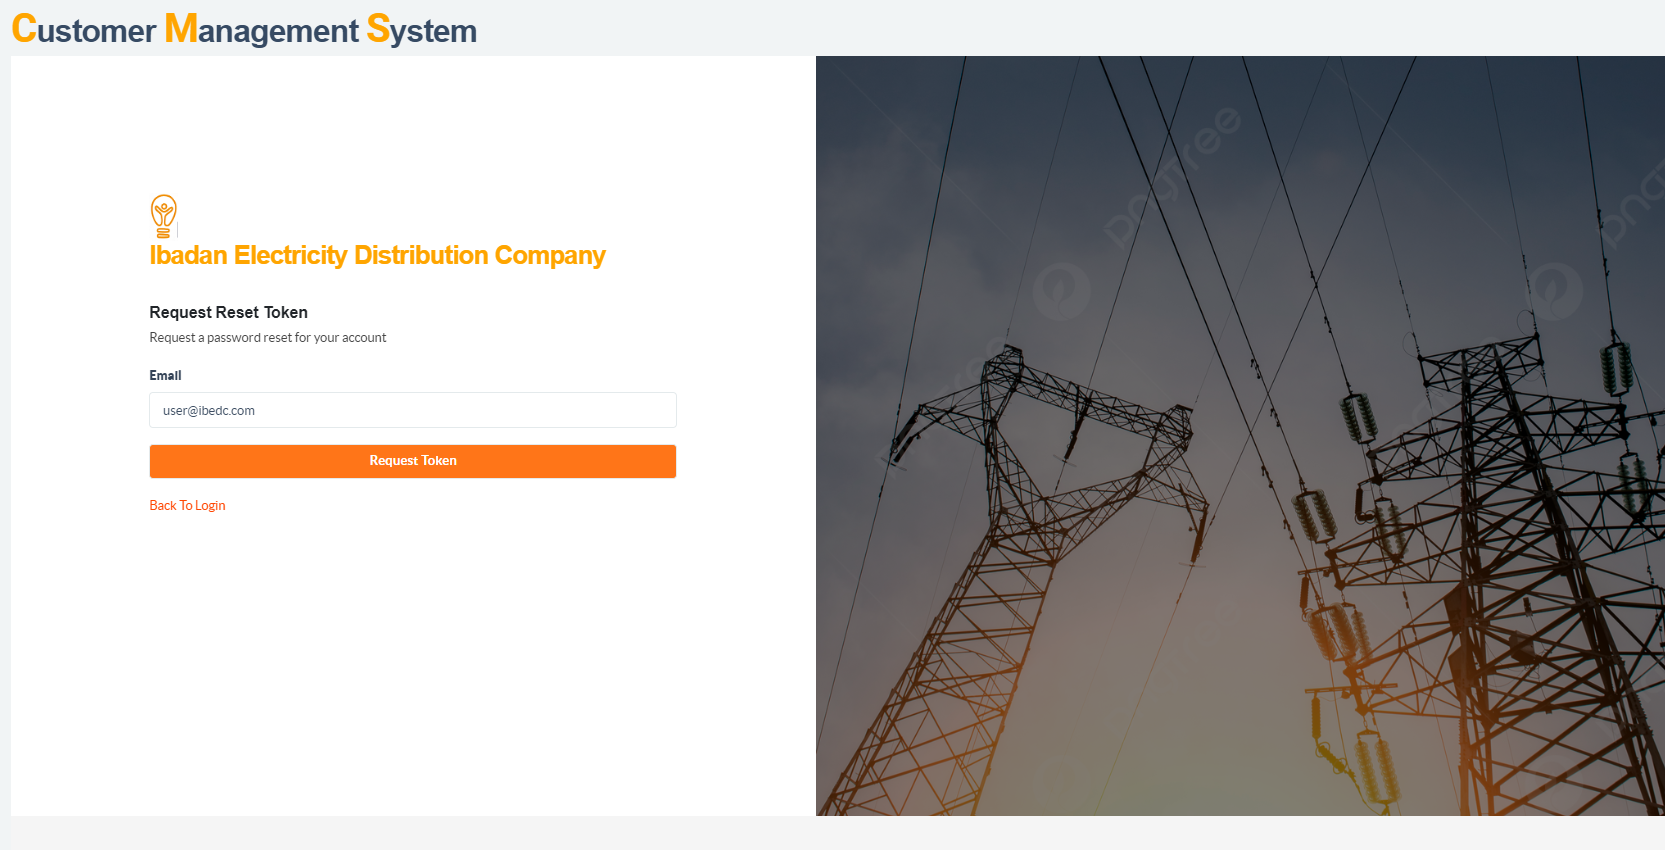 Customer Management System
Ibadan Electricity Distribution Company
Request Reset Token
Request a password reset for your account
Email
user@ibedc.com
Request Token
Back To Login
pngtree